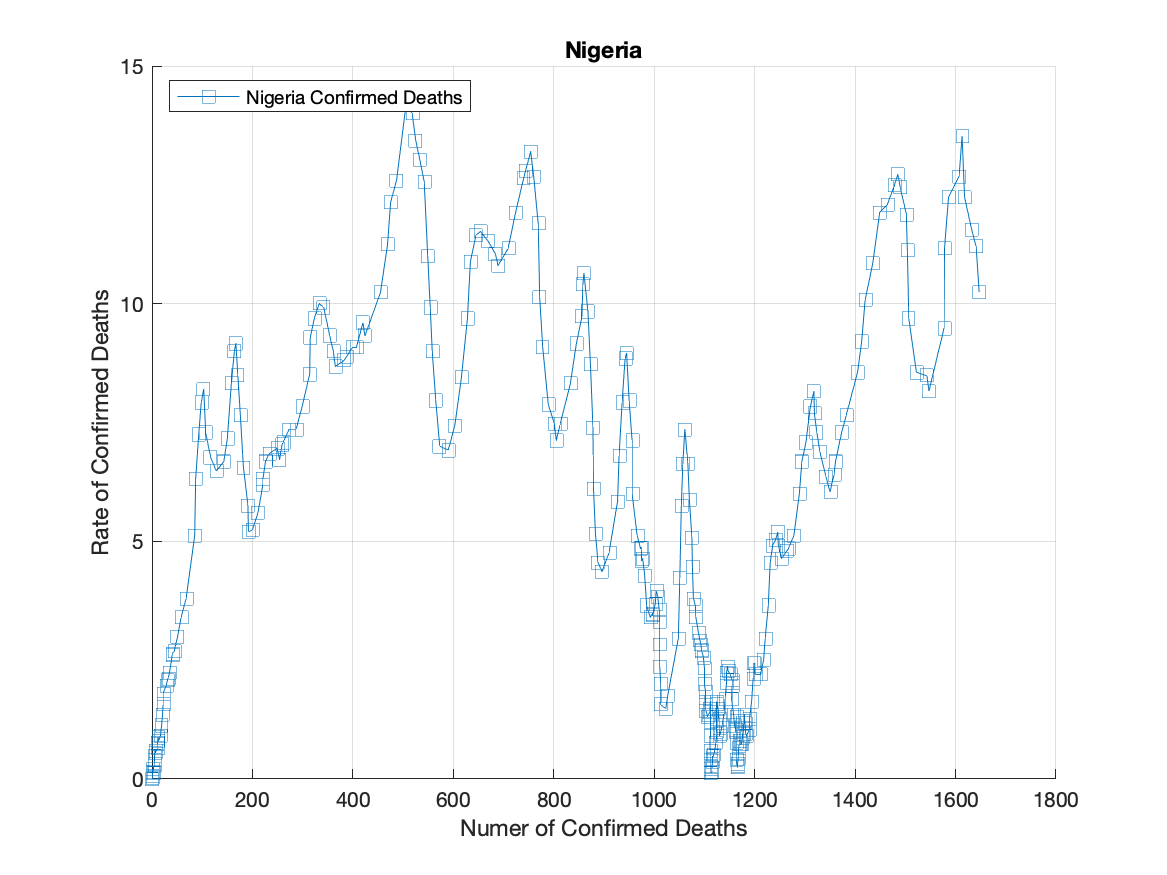 Nigeria
15
Nigeria Confirmed Deaths
10
5
0
Rate of Confirmed Deaths
0 200 400 600 800 1000 1200 1400 1600 1800
Numer of Confirmed Deaths